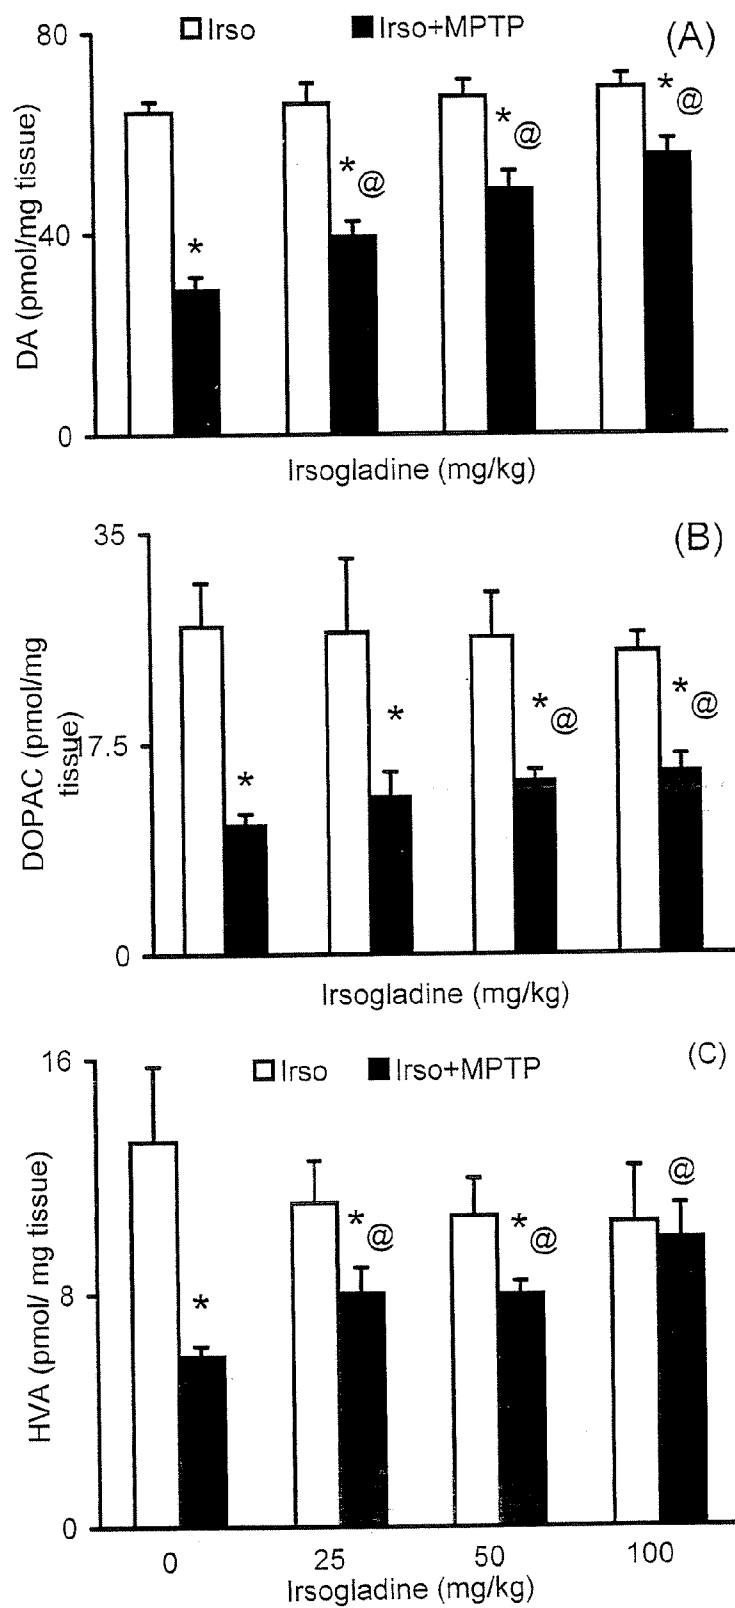 80
Irso
Irso+MPTP
(A)
DA (pmol/mg tissue)
* @
* @
* @
40
*
0
Irsogladine (mg/kg)
35
(B)
DOPAC (pmol/mg
tissue)
* @
* @
*
17.5
*
0
Irsogladine (mg/kg)
16
Irso
Irso+MPTP
(C)
HVA (pmol/ mg tissue)
@
* @
* @
8
*
0
0
25
50
100
Irsogladine (mg/kg)